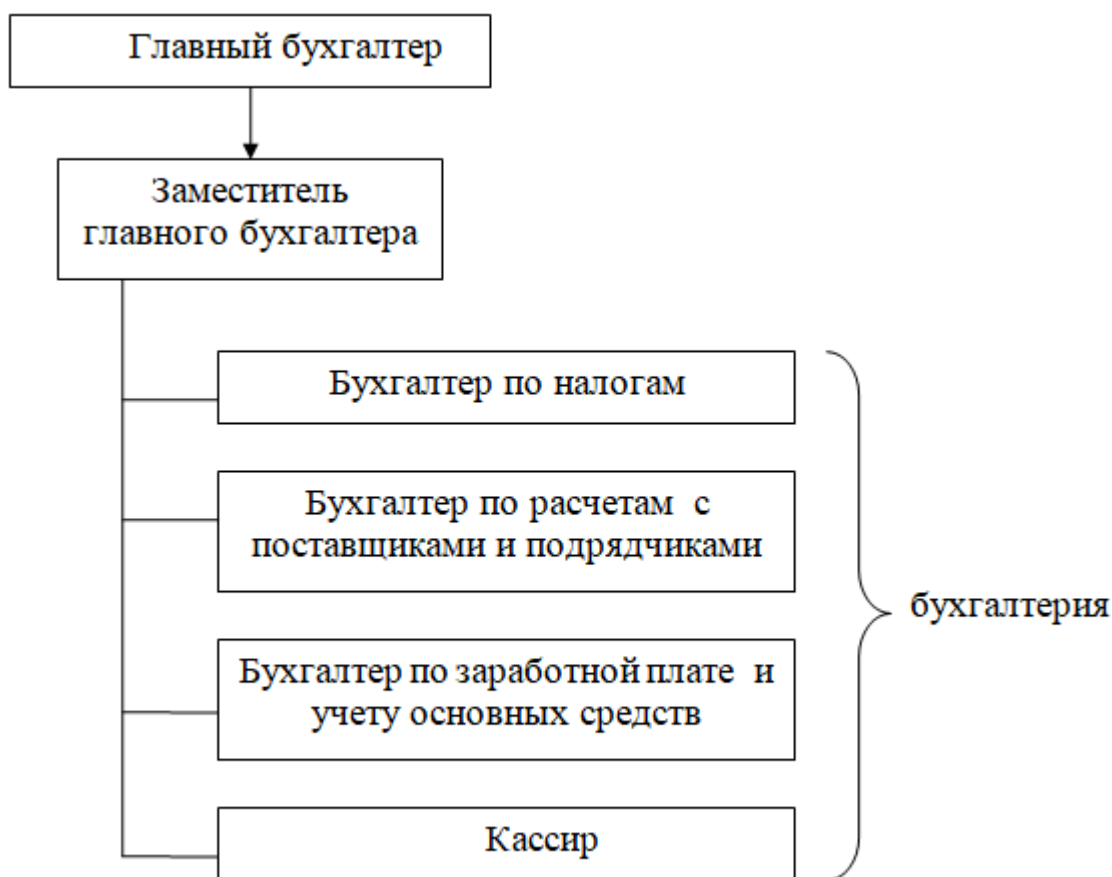 Главный бухгалтер
Заместитель
главного бухгалтера
Бухгалтер по налогам
Бухгалтер по расчетам с
поставщиками и подрядчиками
бухгалтерия
Бухгалтер по заработной плате и
учету основных средств
Кассир